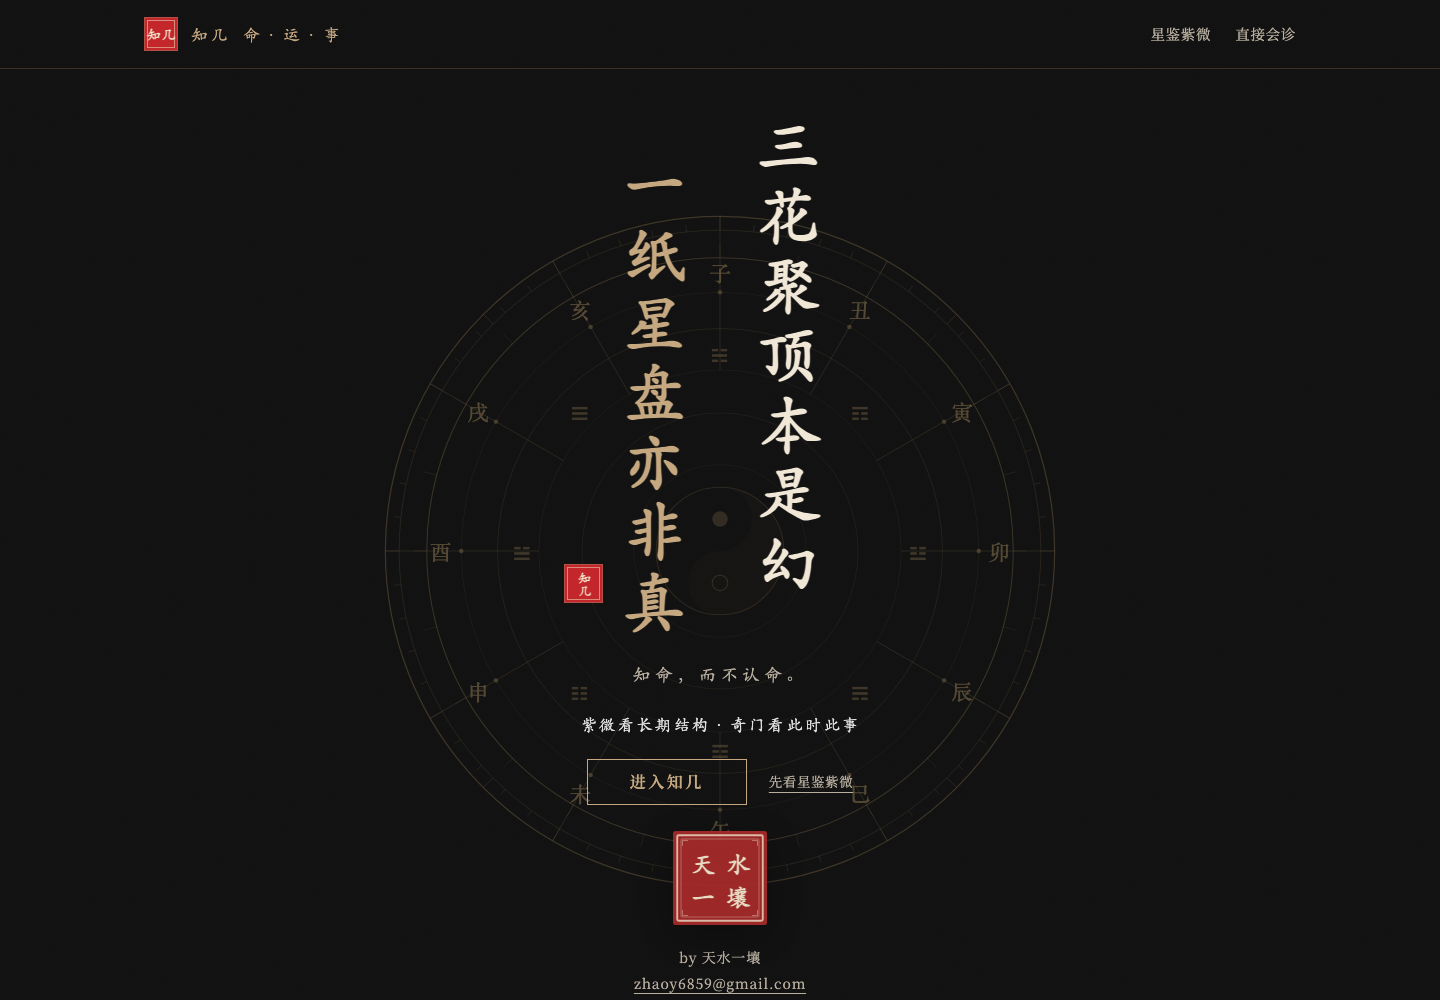 知几
知几 命·运·事
星鉴紫微
直接会诊
三花聚顶本是幻
一纸星盘亦非真
知几
子
丑
寅
卯
辰
巳
午
未
申
酉
戌
亥
知命，而不认命。
紫微看长期结构 · 奇门看此时此事
进入知几
先看星鉴紫微
天水
一壤
by 天水一壤
zhaoy6859@gmail.com